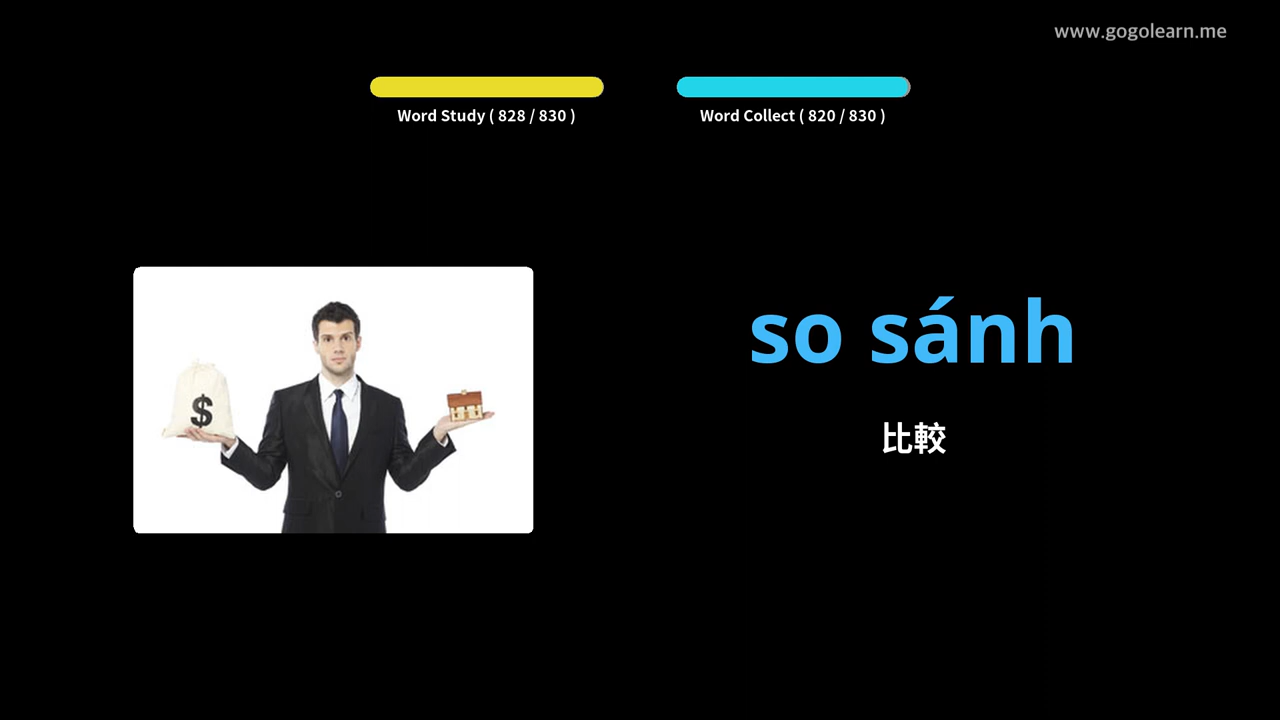 www.gogolearn.me
Word Study ( 828 / 830 )
Word Collect ( 820 / 830 )
$
so sánh
比較